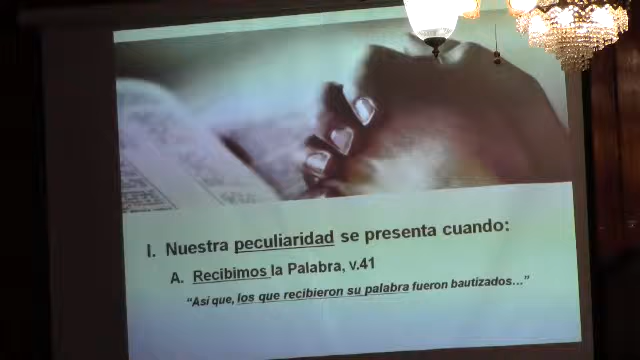 I. Nuestra peculiaridad se presenta cuando:
A. Recibimos la Palabra, v.41
“Así que, los que recibieron su palabra fueron bautizados...”